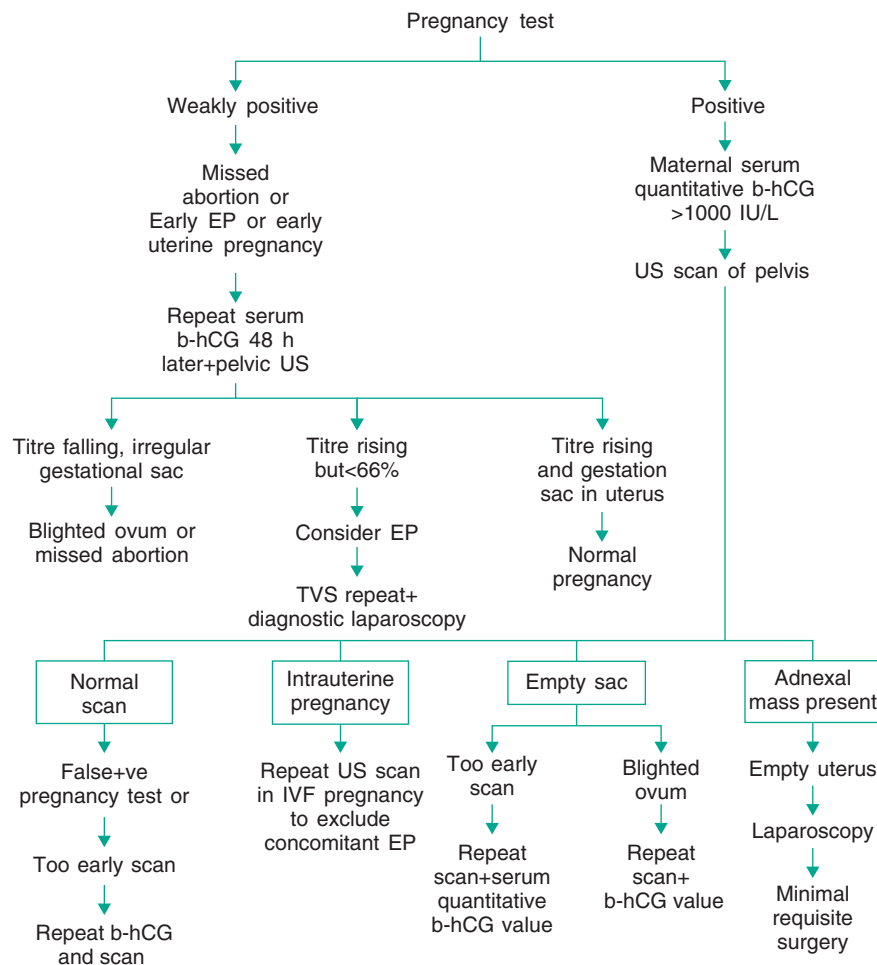 Pregnancy test
Weakly positive
Positive
Missed
abortion or
Early EP or early
uterine pregnancy
Maternal serum
quantitative b-hCG
>1000 IU/L
US scan of pelvis
Repeat serum
b-hCG 48 h
later+pelvic US
Titre falling, irregular
gestational sac
Blighted ovum or
missed abortion
Titre rising
but<66%
Consider EP
TVS repeat+
diagnostic laparoscopy
Titre rising
and gestation
sac in uterus
Normal
pregnancy
Normal
scan
False+ve
pregnancy test or
Too early scan
Repeat b-hCG
and scan
Intrauterine
pregnancy
Repeat US scan
in IVF pregnancy
to exclude
concomitant EP
Empty sac
Too early
scan
Repeat
scan+serum
quantitative
b-hCG value
Blighted
ovum
Repeat
scan+
b-hCG value
Adnexal
mass present
Empty uterus
Laparoscopy
Minimal
requisite
surgery